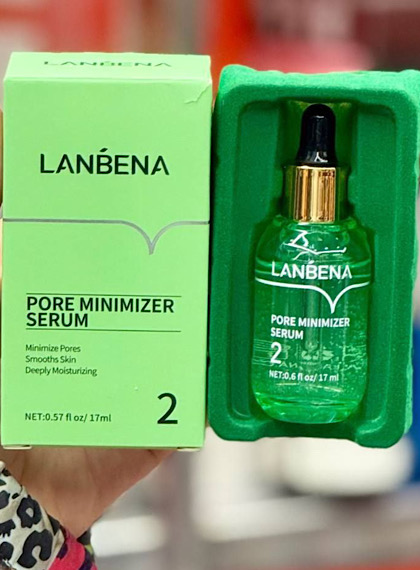 LANBENA
LANBENA
PORE MINIMIZER
SERUM
Minimize Pores
Smooths Skin
Deeply Moisturizing
2
NET:0.57 fl oz/ 17ml
LANBENA
PORE MINIMIZER
SERUM
2
NET:0.6 fl oz/ 17 ml